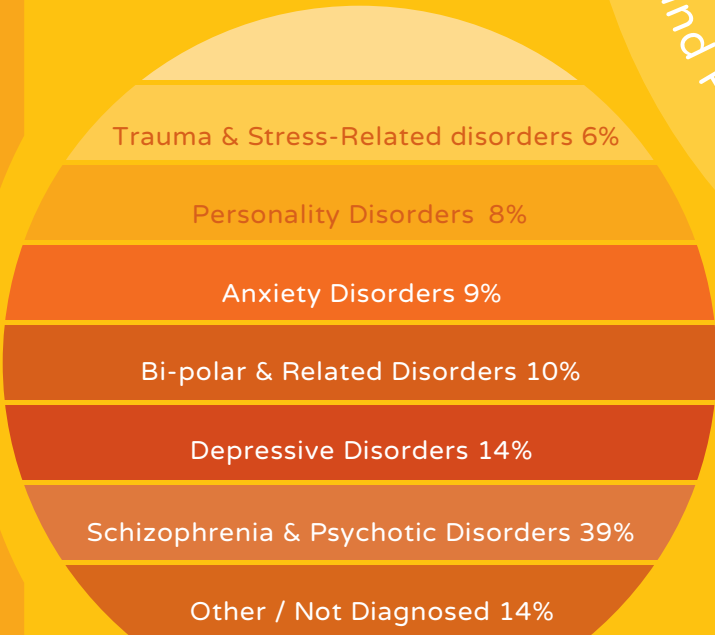 and
Trauma & Stress-Related disorders 6%
Personality Disorders 8%
Anxiety Disorders 9%
Bi-polar & Related Disorders 10%
Depressive Disorders 14%
Schizophrenia & Psychotic Disorders 39%
Other / Not Diagnosed 14%